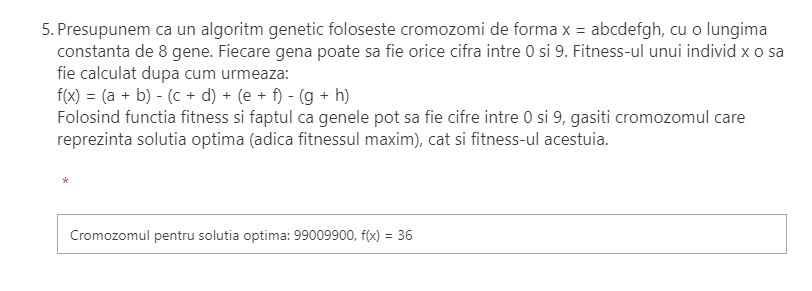 5. Presupunem ca un algoritm genetic foloseste cromozomi de forma x = abcdefgh, cu o lungima
constanta de 8 gene. Fiecare gena poate sa fie orice cifra intre 0 si 9. Fitness-ul unui individ x o sa
fie calculat dupa cum urmeaza:
f(x) = (a + b) - (c + d) + (e + f) - (g + h)
Folosind functia fitness si faptul ca genele pot sa fie cifre intre 0 si 9, gasiti cromozomul care
reprezinta solutia optima (adica fitnessul maxim), cat si fitness-ul acestuia.
*
Cromozomul pentru solutia optima: 99009900, f(x) = 36